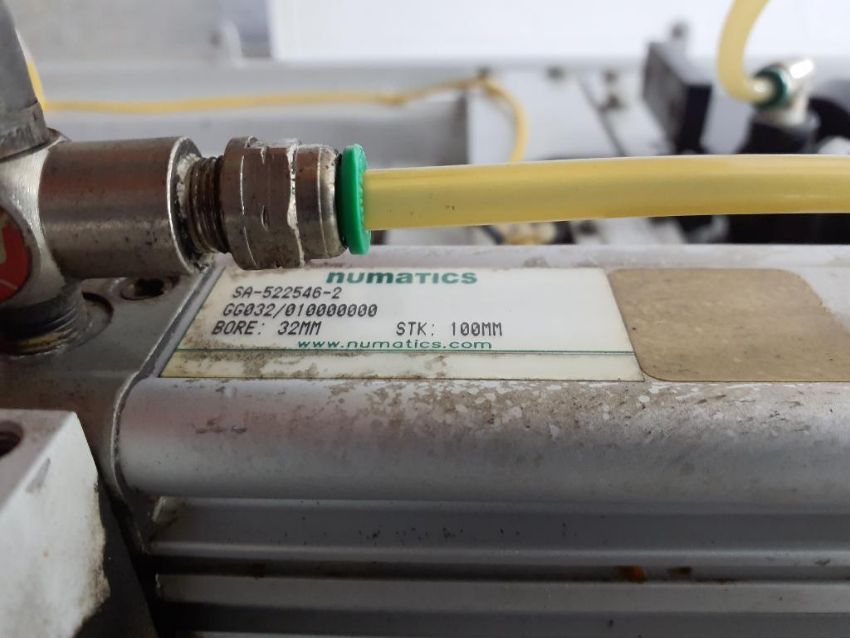 numatics
SA-522546-2
GG032/010000000
BORE: 32MM STK: 100MM
www.numatics.com